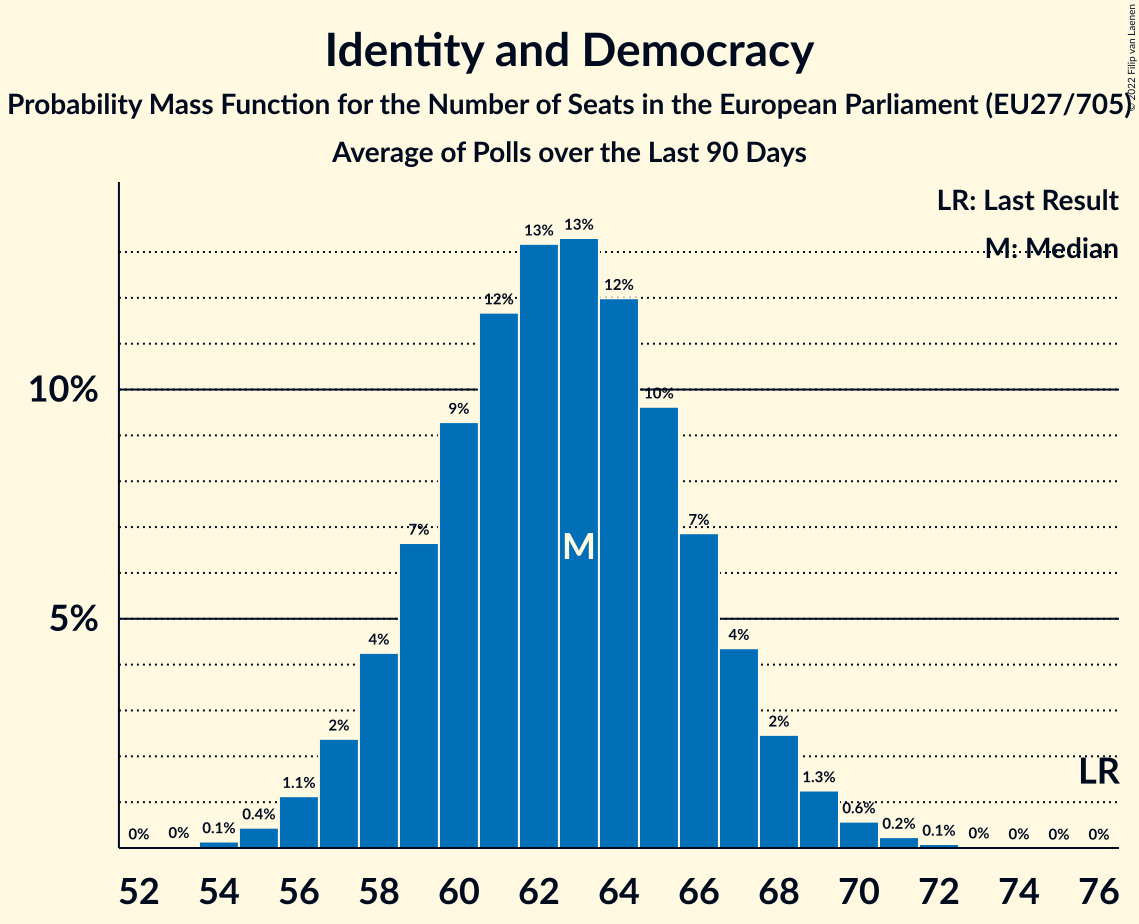 Identity and Democracy
Probability Mass Function for the Number of Seats in the European Parliament (EU27/705)
Average of Polls over the Last 90 Days
© 2022 Filip van Laenen
LR: Last Result
M: Median
13% 13%
12% 12%
10% 10%
9%
7% 7%
M
5%
4% 4%
2% 2%
LR
1.1% 1.3%
0% 0% 0.1% 0.4% 0.6% 0.2% 0.1% 0% 0% 0% 0%
52 54 56 58 60 62 64 66 68 70 72 74 76